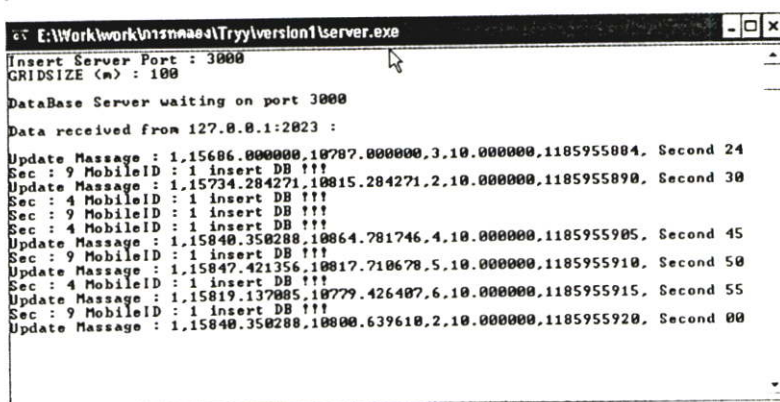 E:\Work\work\การทดลอง\Tryy\version1\server.exe
Insert Server Port : 3000
GRIDSIZE (m) : 100
DataBase Server waiting on port 3000
Data received from 127.0.0.1:2023 :
Update Massage : 1,15686.000000,10787.000000,3,10.000000,1185955884, Second 24
Sec : 9 MobileID : 1 insert DB !!!
Update Massage : 1,15734.284271,10815.284271,2,10.000000,1185955890, Second 30
Sec : 4 MobileID : 1 insert DB !!!
Sec : 9 MobileID : 1 insert DB !!!
Sec : 4 MobileID : 1 insert DB !!!
Update Massage : 1,15840.350288,10864.781746,4,10.000000,1185955905, Second 45
Sec : 9 MobileID : 1 insert DB !!!
Update Massage : 1,15847.421356,10817.710678,5,10.000000,1185955910, Second 50
Sec : 4 MobileID : 1 insert DB !!!
Update Massage : 1,15819.137085,10779.426407,6,10.000000,1185955915, Second 55
Sec : 9 MobileID : 1 insert DB !!!
Update Massage : 1,15840.350288,10800.639610,2,10.000000,1185955920, Second 00